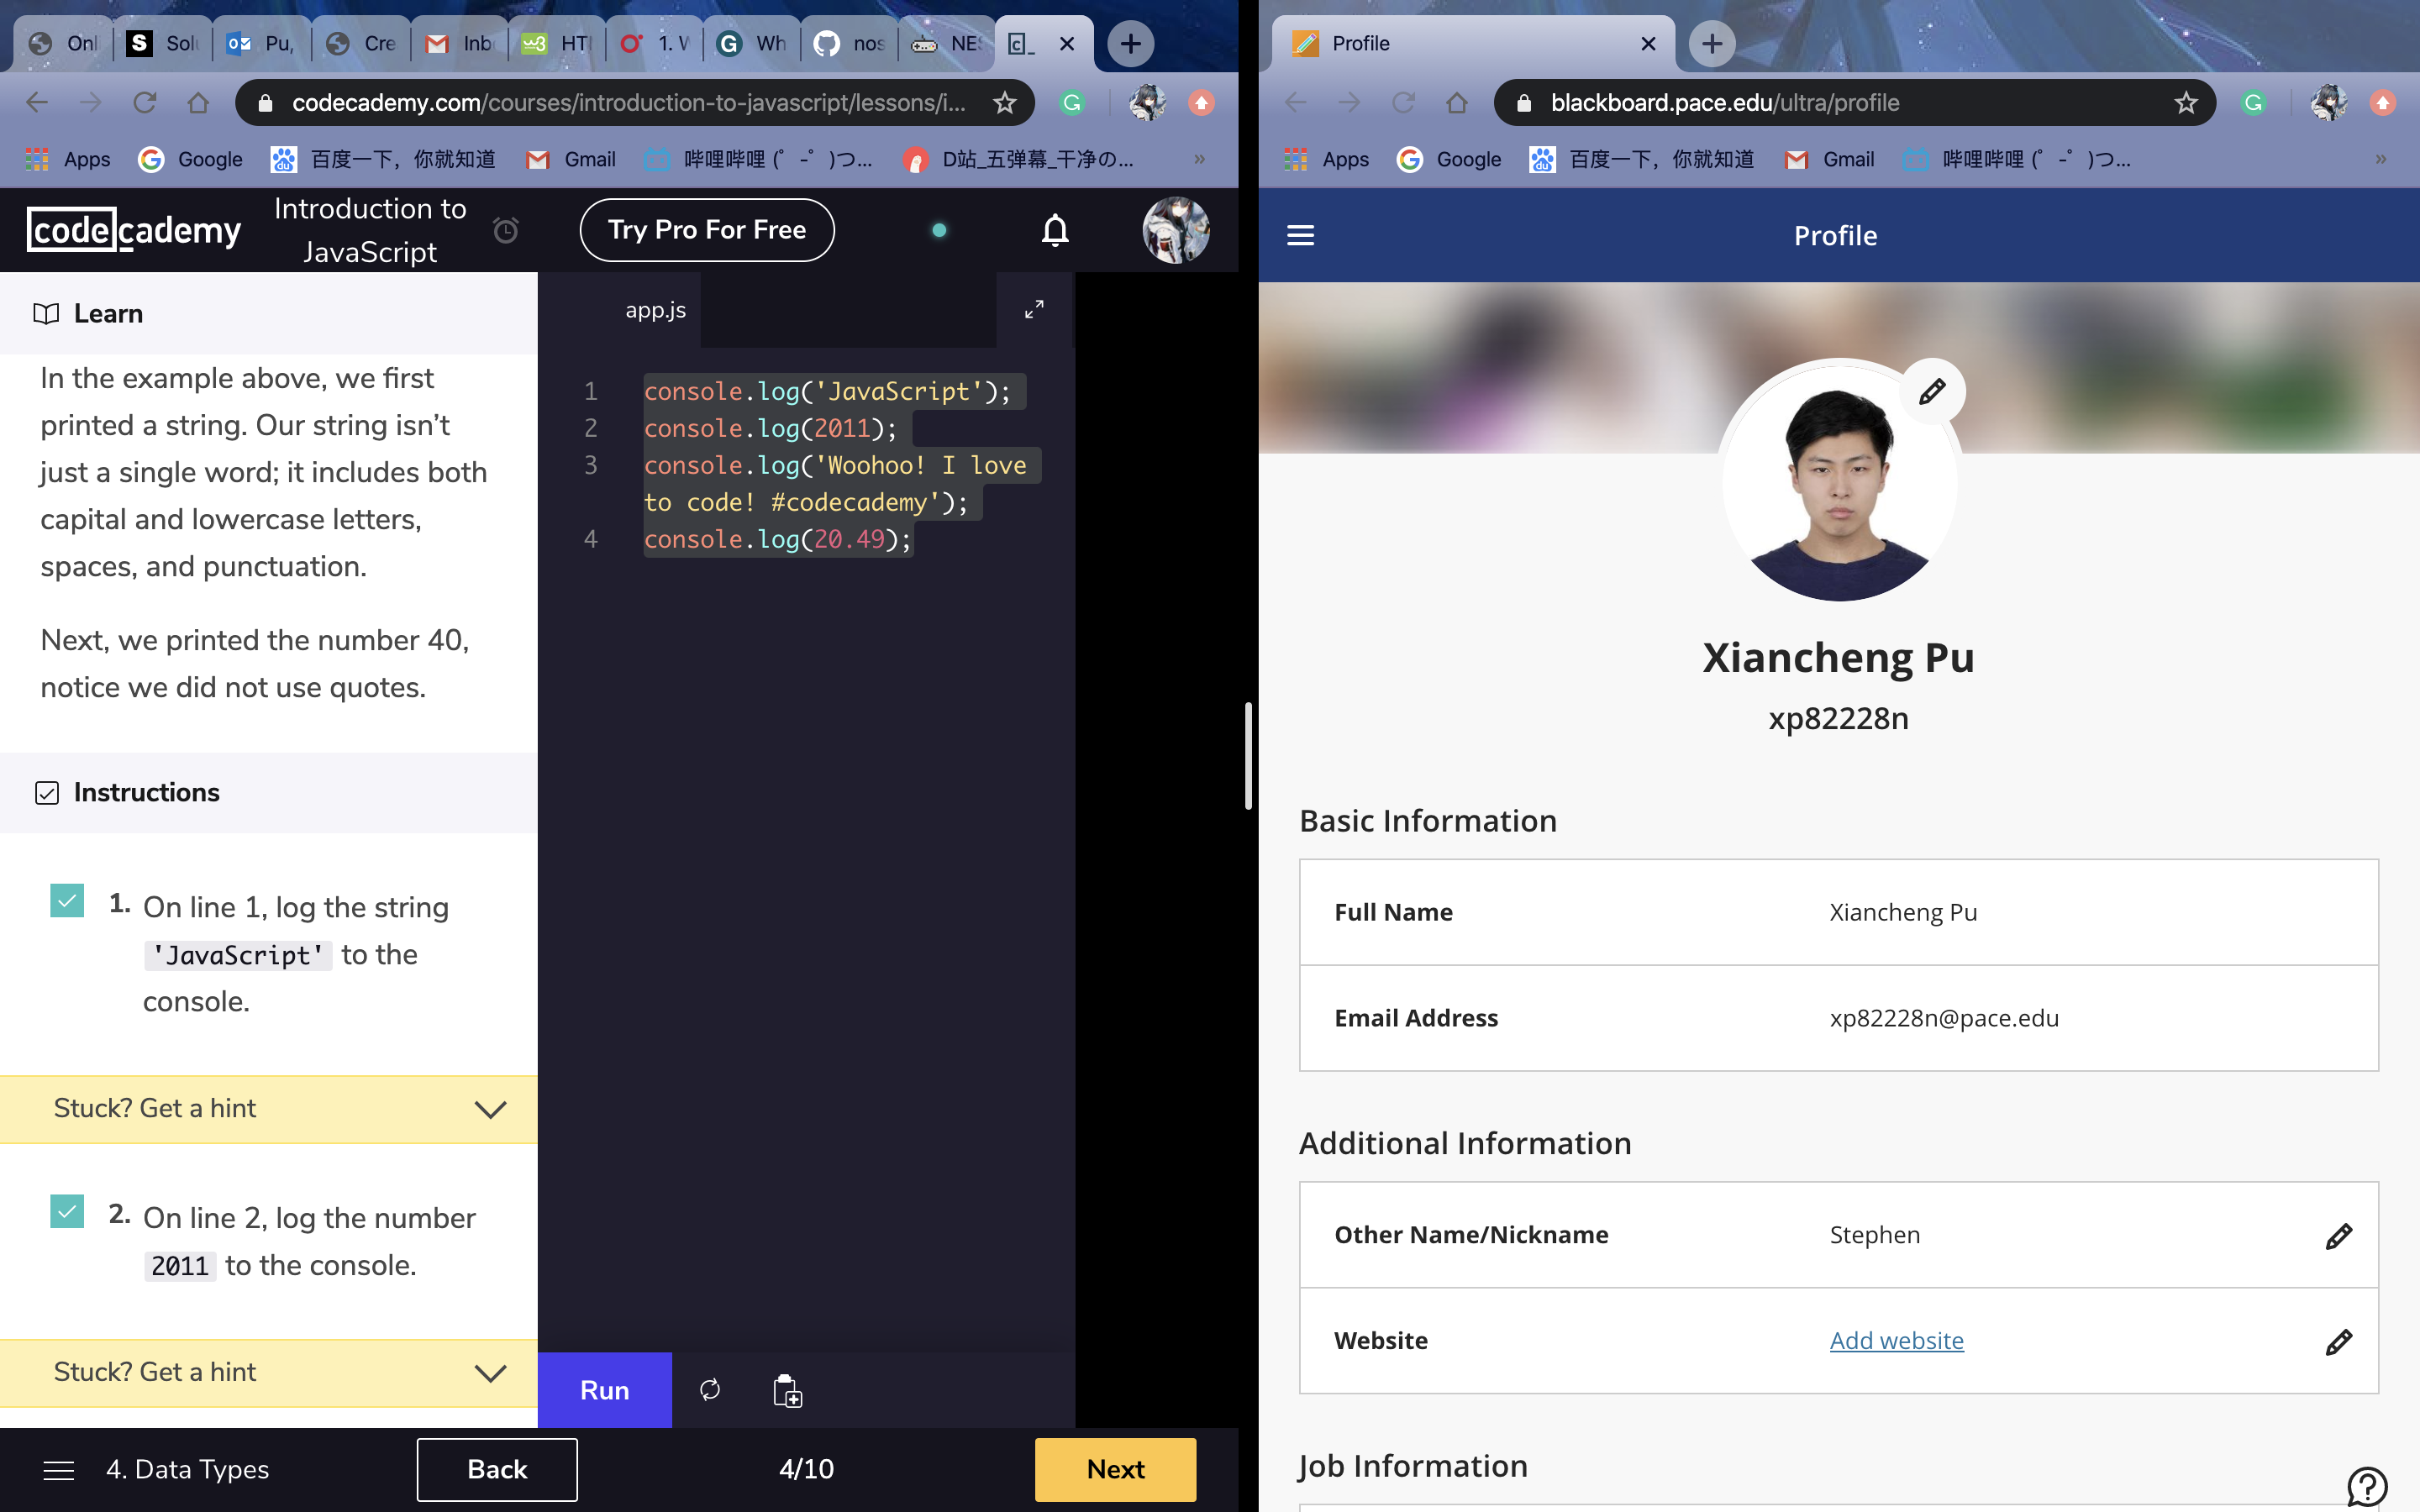 Onl
Sol
Pu,
Cre
Inb
HT
1. W
Wh
nos
NE
codecademy.com/courses/introduction-to-javascript/lessons/i...
Apps
Google
百度一下，你就知道
Gmail
哔哩哔哩 (゜-゜)つ...
D站_五弹幕_干净の...
»
codecademy
Introduction to
JavaScript
Try Pro For Free
Learn
In the example above, we first
printed a string. Our string isn’t
just a single word; it includes both
capital and lowercase letters,
spaces, and punctuation.
Next, we printed the number 40,
notice we did not use quotes.
Instructions
1. On line 1, log the string
'JavaScript' to the
console.
Stuck? Get a hint
2. On line 2, log the number
2011 to the console.
Stuck? Get a hint
app.js
1 console.log('JavaScript');
2 console.log(2011);
3 console.log('Woohoo! I love
to code! #codecademy');
4 console.log(20.49);
Run
4. Data Types
Back
4/10
Next
Profile
blackboard.pace.edu/ultra/profile
Apps
Google
百度一下，你就知道
Gmail
哔哩哔哩 (゜-゜)つ...
»
Profile
Xiancheng Pu
xp82228n
Basic Information
Full Name Xiancheng Pu
Email Address xp82228n@pace.edu
Additional Information
Other Name/Nickname Stephen
Website Add website
Job Information